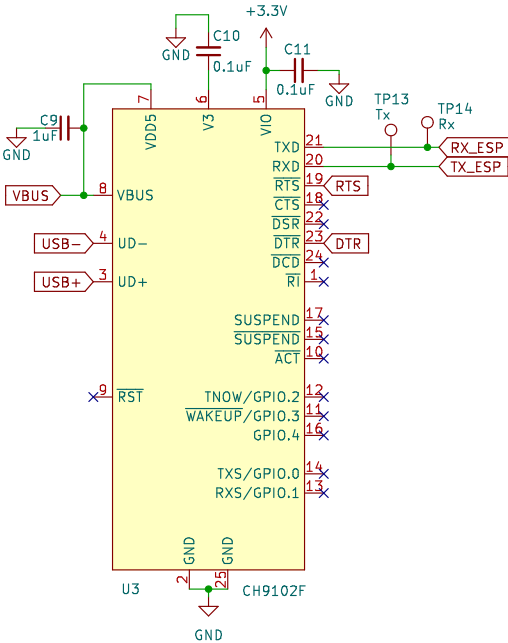 +3.3V
C10
GND
0.1uF
C11
0.1uF
GND
TP13
Tx
TP14
Rx
C9
1uF
GND
7
VDD5
6
V3
5
VIO
VBUS
8
VBUS
USB-
4
UD-
USB+
3
UD+
9
RST
TXD
21
RX_ESP
RXD
20
TX_ESP
RTS
19
RTS
CTS
18
DSR
22
DTR
23
DTR
DCD
24
RI
1
SUSPEND
17
SUSPEND
15
ACT
10
TNOW/GPIO.2
12
WAKEUP/GPIO.3
11
GPIO.4
16
TXS/GPIO.0
14
RXS/GPIO.1
13
GND
2
GND
25
U3
CH9102F
GND